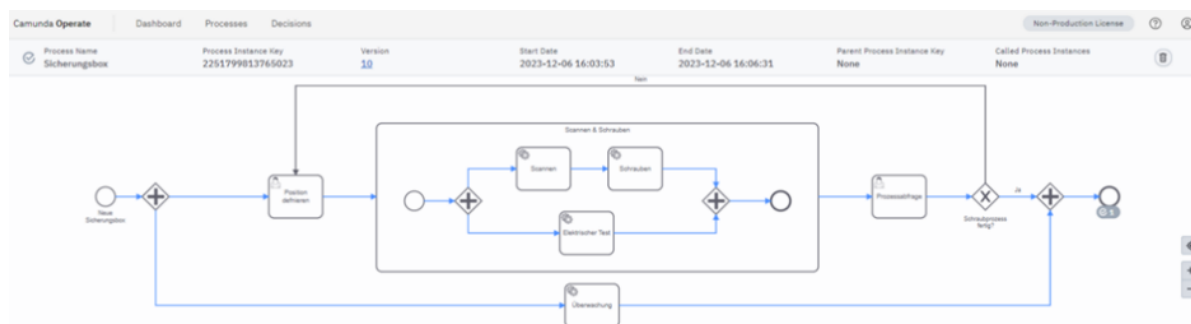 Camunda Operate Dashboard Processes Decisions Non-Production License
Process Name Process Instance Key Version Start Date End Date Parent Process Instance Key Called Process Instances
Sicherungsbox 2251799813765023 10 2023-12-06 16:03:53 2023-12-06 16:06:31 None None
Nein
Scannen & Schrauben
Scannen
Schrauben
Position
definieren
Prozessabfrage
Ja
Neue
Sicherungsbox
Schraubprozess
fertig?
1
Elektrischer Test
Überwachung